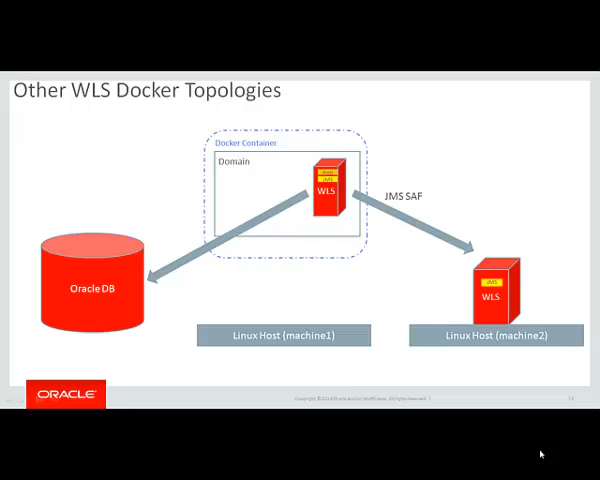 Other WLS Docker Topologies
Docker Container
Domain
JMS
WLS
JMS SAF
Oracle DB
JMS
WLS
Linux Host (machine1)
Linux Host (machine2)
ORACLE